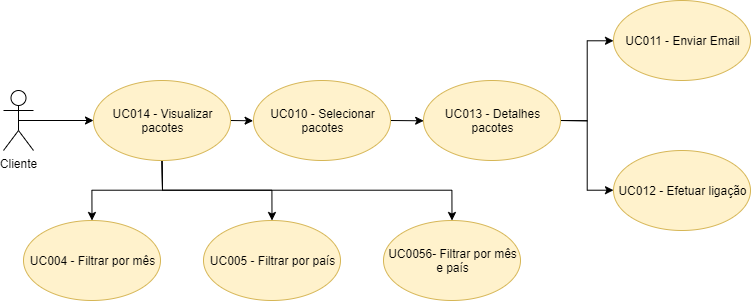 UC011 - Enviar Email
UC014 - Visualizar
pacotes
UC010 - Selecionar
pacotes
UC013 - Detalhes
pacotes
Cliente
UC012 - Efetuar ligação
UC004 - Filtrar por mês
UC005 - Filtrar por país
UC0056- Filtrar por mês
e país